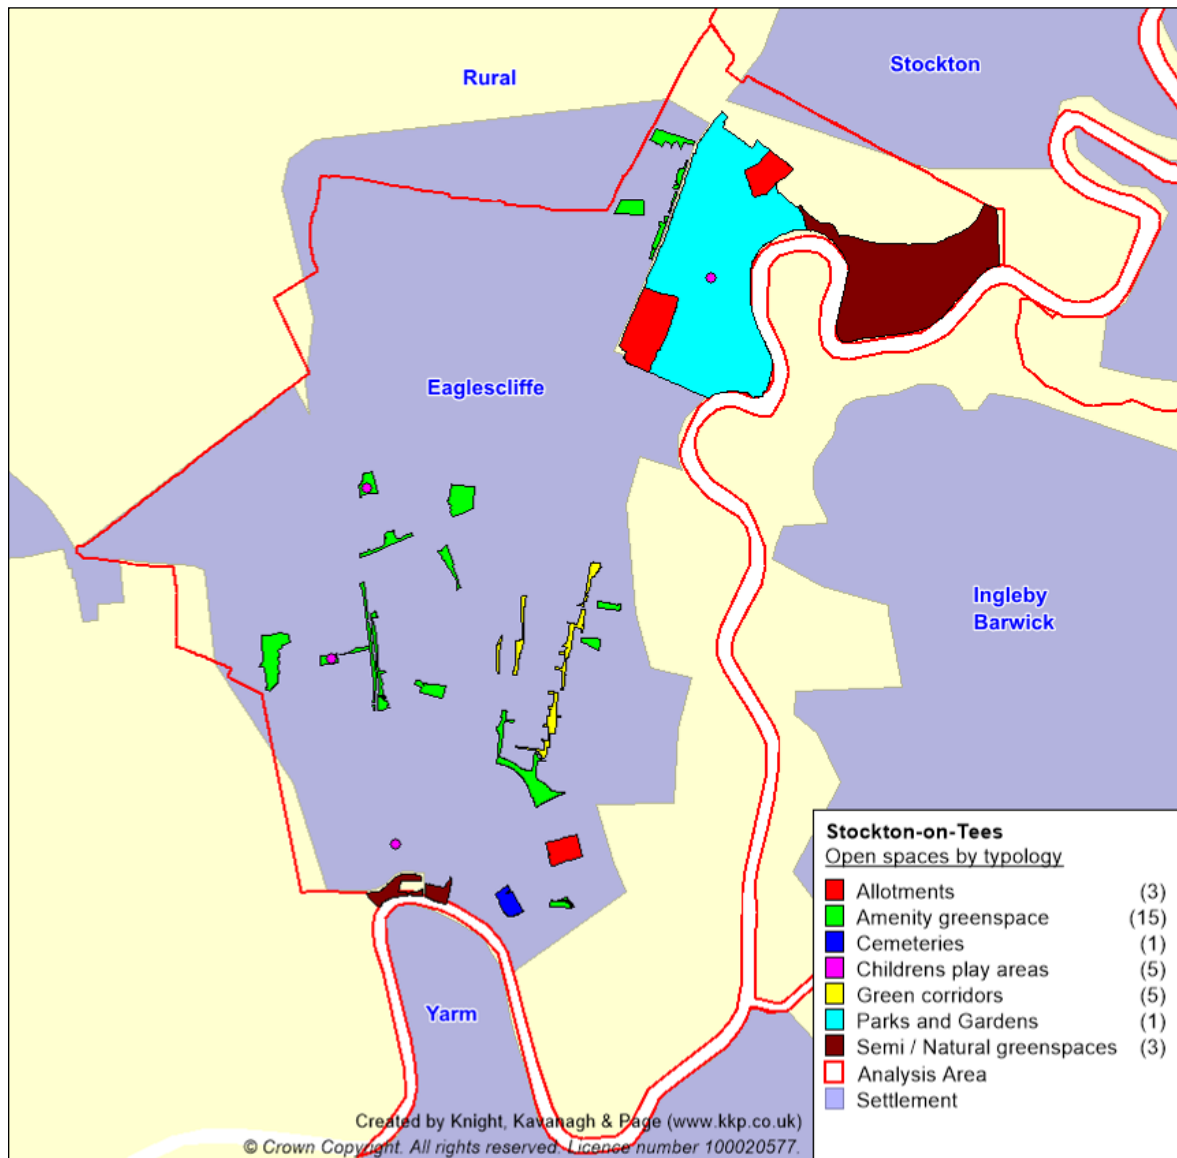 Rural
Stockton
Eaglescliffe
Ingleby
Barwick
Yarm
Stockton-on-Tees
Open spaces by typology
Allotments (3)
Amenity greenspace (15)
Cemeteries (1)
Childrens play areas (5)
Green corridors (5)
Parks and Gardens (1)
Semi / Natural greenspaces (3)
Analysis Area
Settlement
Created by Knight, Kavanagh & Page (www.kkp.co.uk)
© Crown Copyright. All rights reserved. Licence number 100020577.